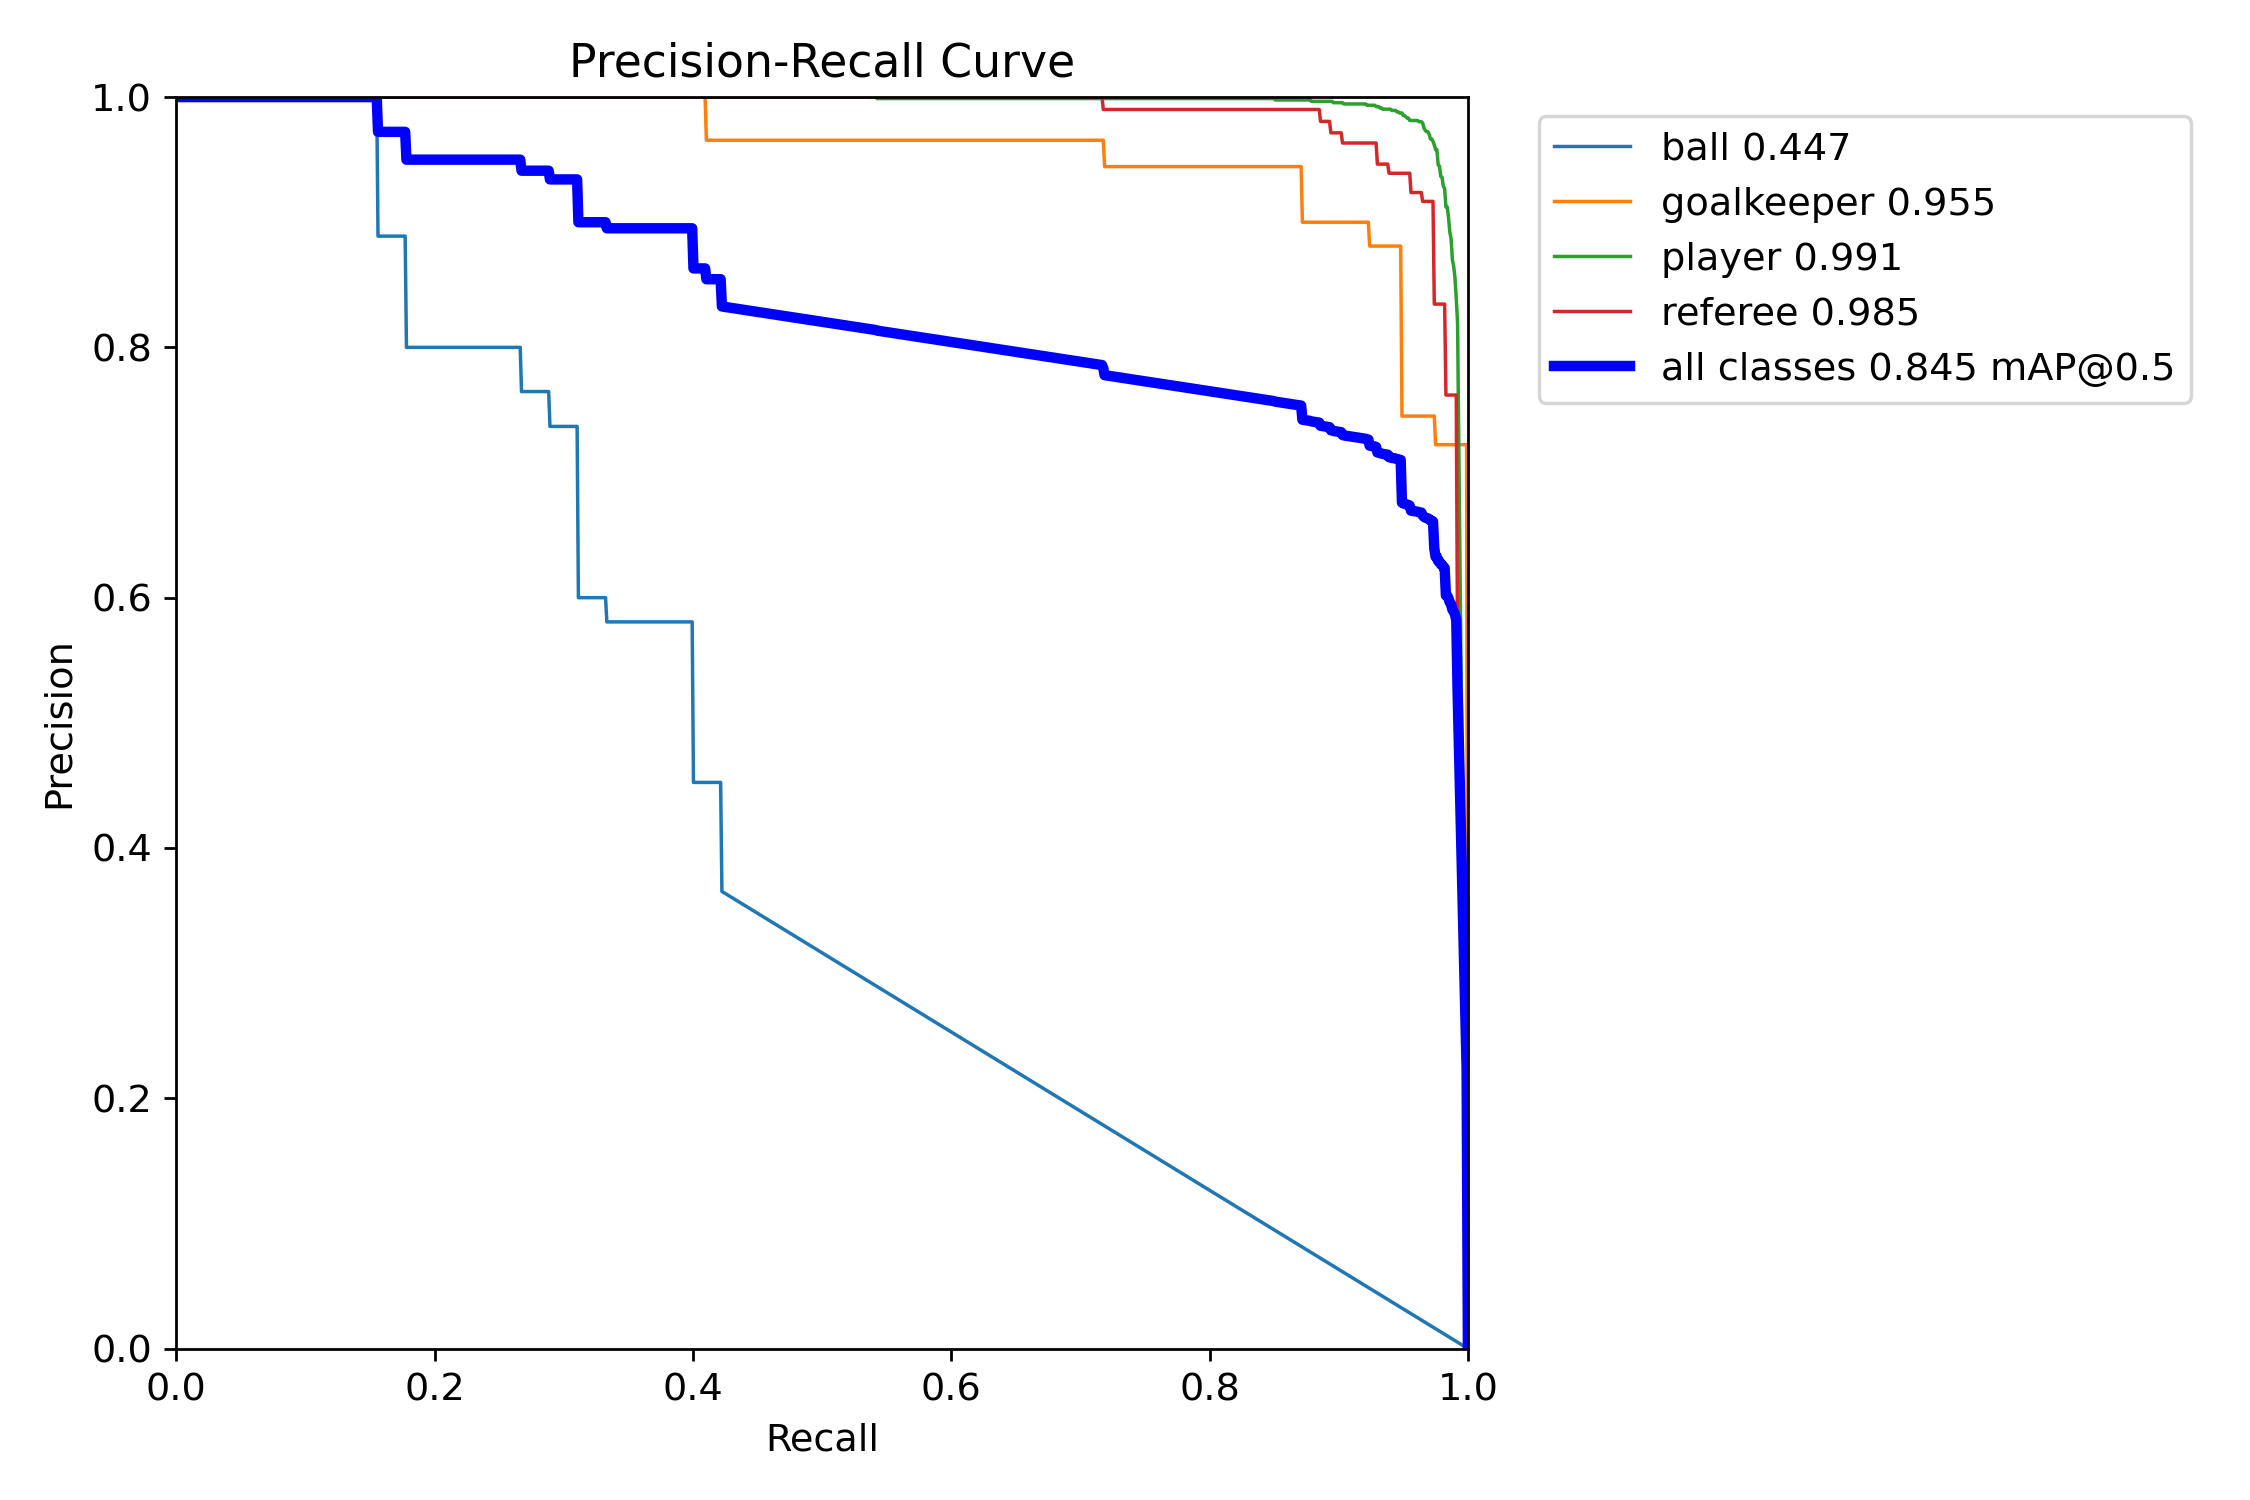 Precision-Recall Curve
1.0
0.8
0.6
0.4
0.2
0.0
Precision
0.0 0.2 0.4 0.6 0.8 1.0
Recall
ball 0.447
goalkeeper 0.955
player 0.991
referee 0.985
all classes 0.845 mAP@0.5